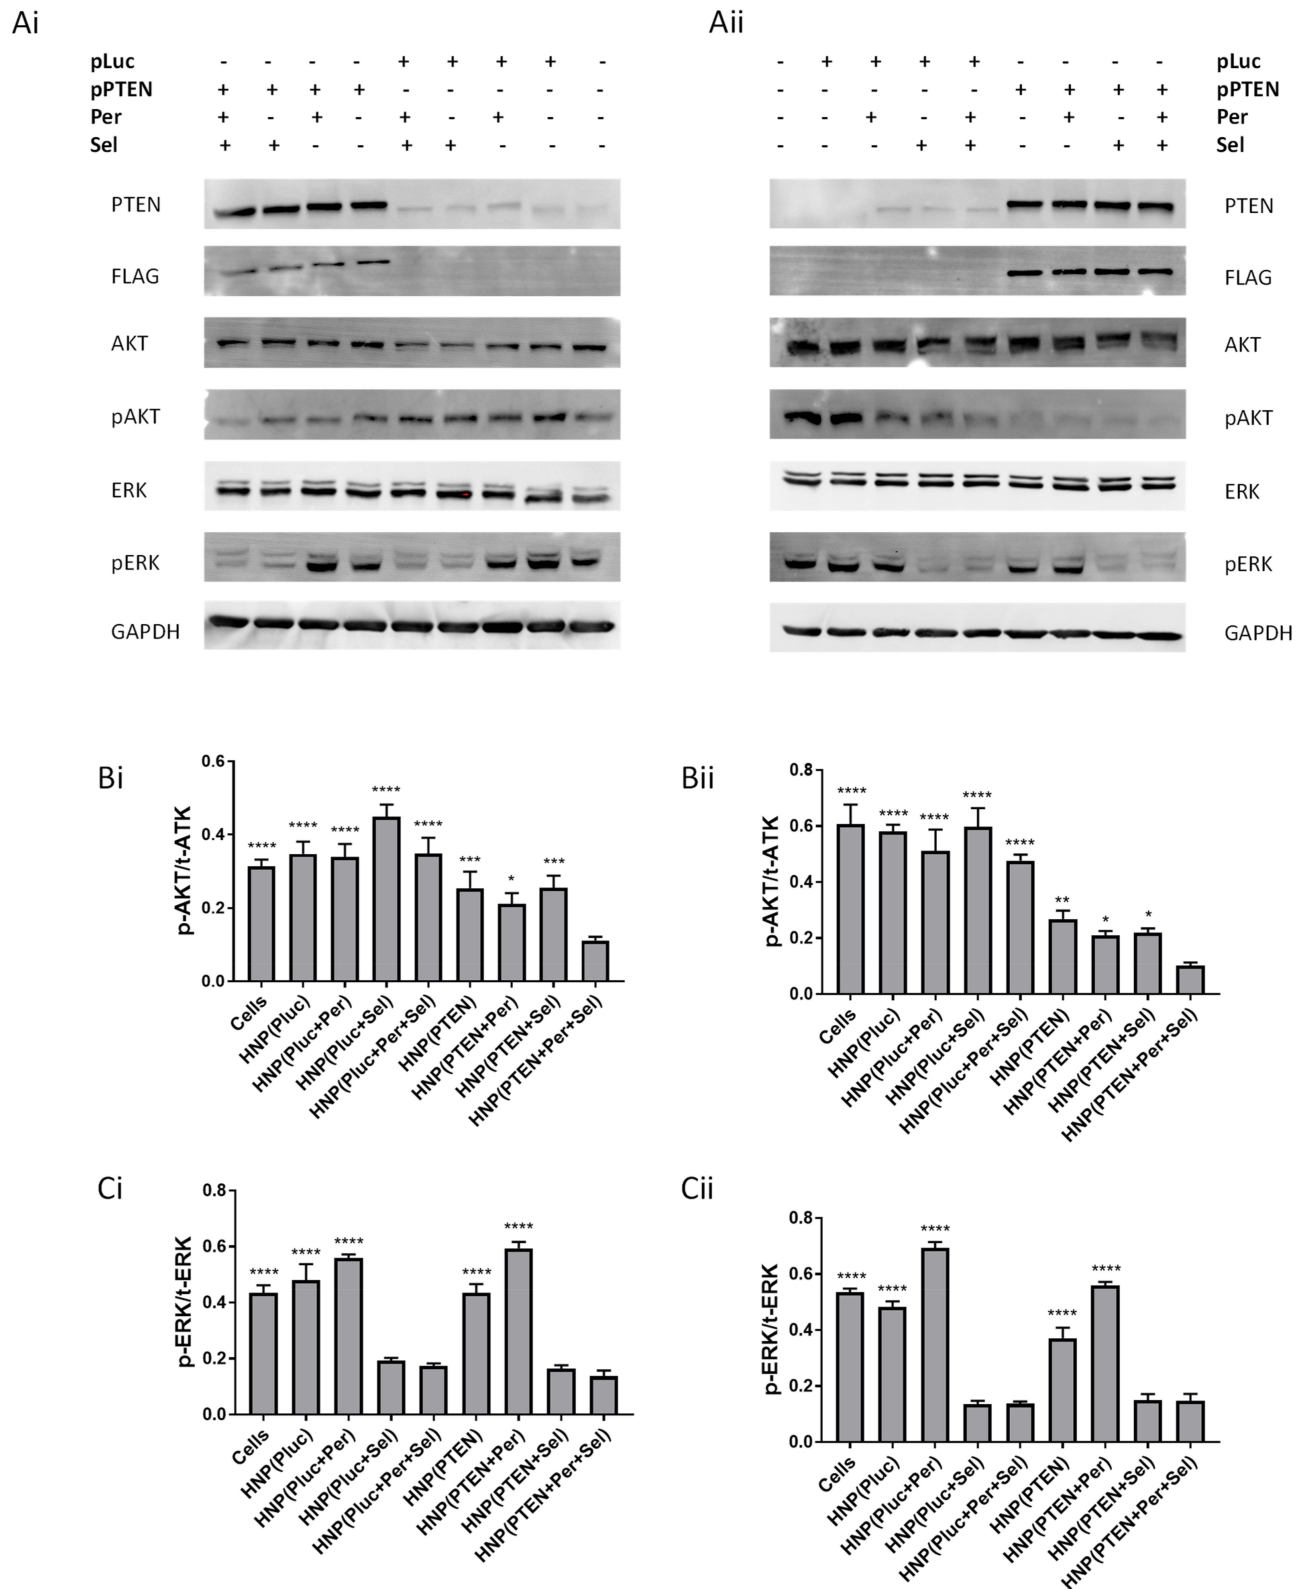 Ai
pLuc - - - - + + + + -
pPTEN + + + + - - - - -
Per + - + - + - + - -
Sel + + - - + + - - -
PTEN
FLAG
AKT
pAKT
ERK
pERK
GAPDH
Aii
- + + + + - - - - pLuc
- - - - - + + + + pPTEN
- - + - + - + - + Per
- - - + + - - + + Sel
PTEN
FLAG
AKT
pAKT
ERK
pERK
GAPDH
Bi
p-AKT/t-ATK
0.6
0.4
0.2
0.0
**** **** **** **** **** *** * ***
Cells
HNP(Pluc)
HNP(Pluc+Per)
HNP(Pluc+Sel)
HNP(Pluc+Per+Sel)
HNP(PTEN)
HNP(PTEN+Per)
HNP(PTEN+Sel)
HNP(PTEN+Per+Sel)
Bii
p-AKT/t-ATK
0.8
0.6
0.4
0.2
0.0
**** **** **** **** **** ** * *
Cells
HNP(Pluc)
HNP(Pluc+Per)
HNP(Pluc+Sel)
HNP(Pluc+Per+Sel)
HNP(PTEN)
HNP(PTEN+Per)
HNP(PTEN+Sel)
HNP(PTEN+Per+Sel)
Ci
p-ERK/t-ERK
0.8
0.6
0.4
0.2
0.0
**** **** **** **** ****
Cells
HNP(Pluc)
HNP(Pluc+Per)
HNP(Pluc+Sel)
HNP(Pluc+Per+Sel)
HNP(PTEN)
HNP(PTEN+Per)
HNP(PTEN+Sel)
HNP(PTEN+Per+Sel)
Cii
p-ERK/t-ERK
0.8
0.6
0.4
0.2
0.0
**** **** **** **** ****
Cells
HNP(Pluc)
HNP(Pluc+Per)
HNP(Pluc+Sel)
HNP(Pluc+Per+Sel)
HNP(PTEN)
HNP(PTEN+Per)
HNP(PTEN+Sel)
HNP(PTEN+Per+Sel)